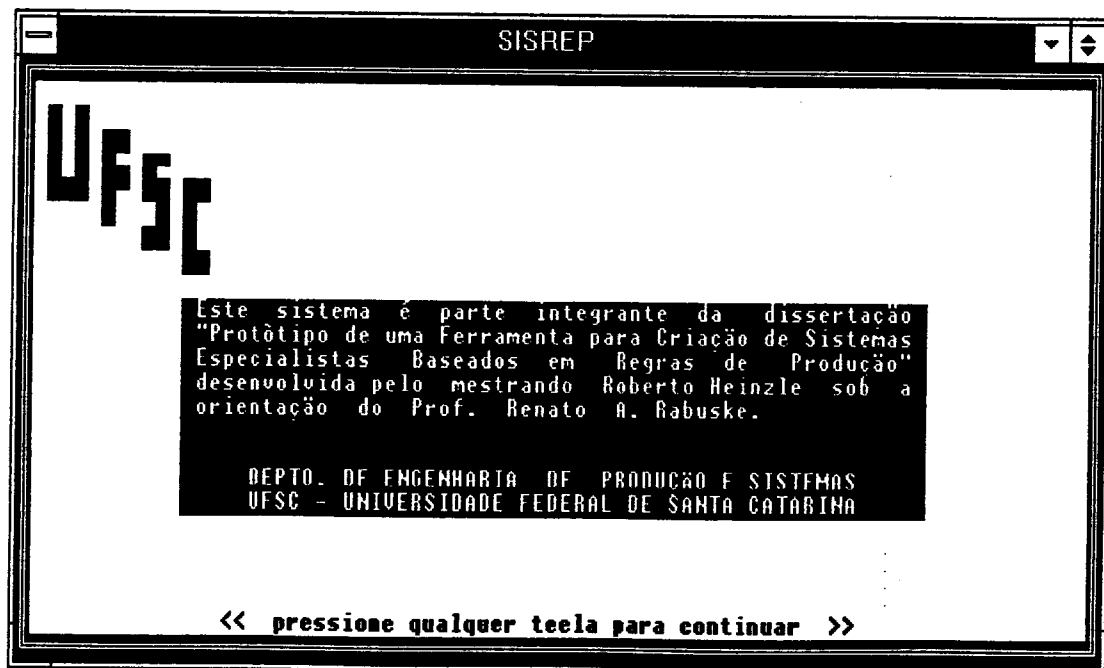 SISREP
UFSC
Este sistema é parte integrante da dissertação
"Protòtipo de uma Ferramenta para Criação de Sistemas
Especialistas Baseados em Regras de Produção"
desenvolvida pelo mestrando Roberto Heinzle sob a
orientação do Prof. Renato A. Rabuske.
DEPTO. DE ENGENHARIA DE PRODUÇÃO E SISTEMAS
UFSC - UNIVERSIDADE FEDERAL DE SANTA CATARINA
<< pressione qualquer teela para continuar >>